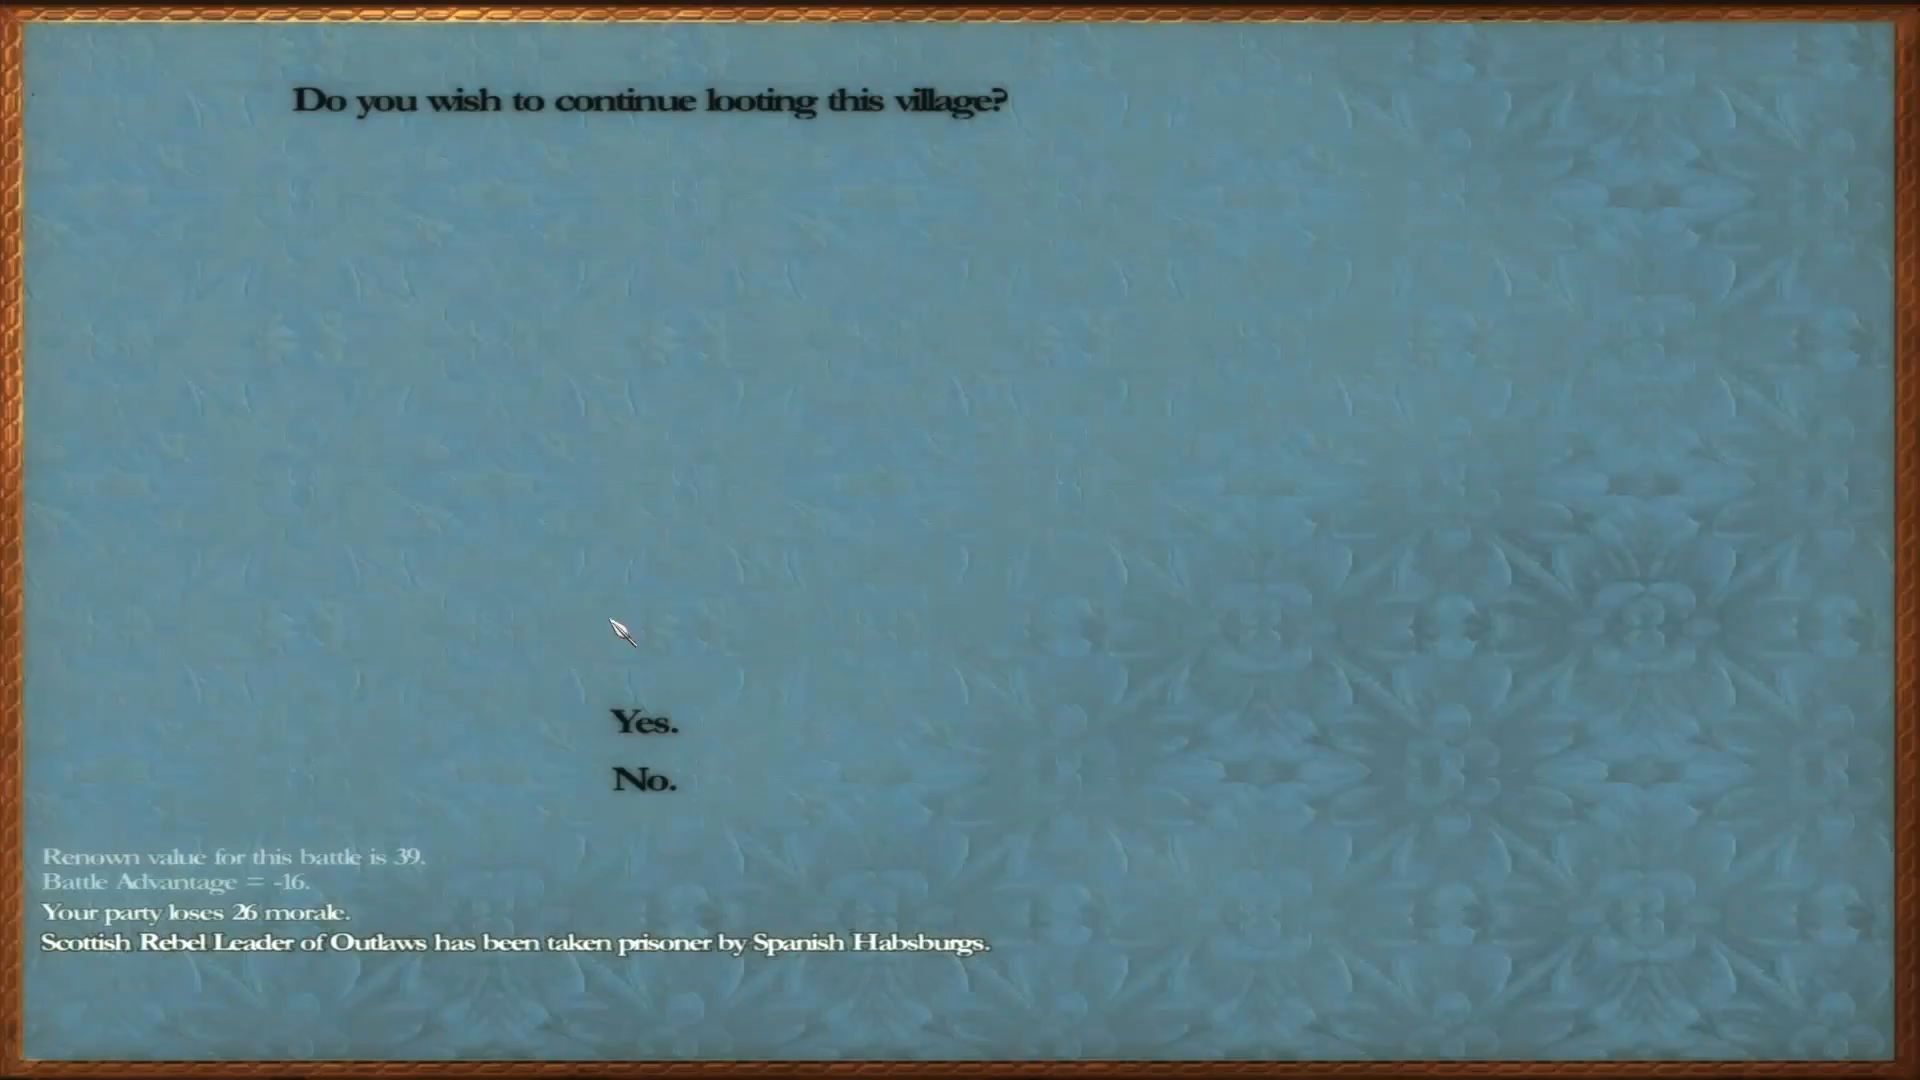 Do you wish to continue looting this village?
Yes.
No.
Renown value for this battle is 39.
Battle Advantage = -16.
Your party loses 26 morale.
Scottish Rebel Leader of Outlaws has been taken prisoner by Spanish Habsburgs.